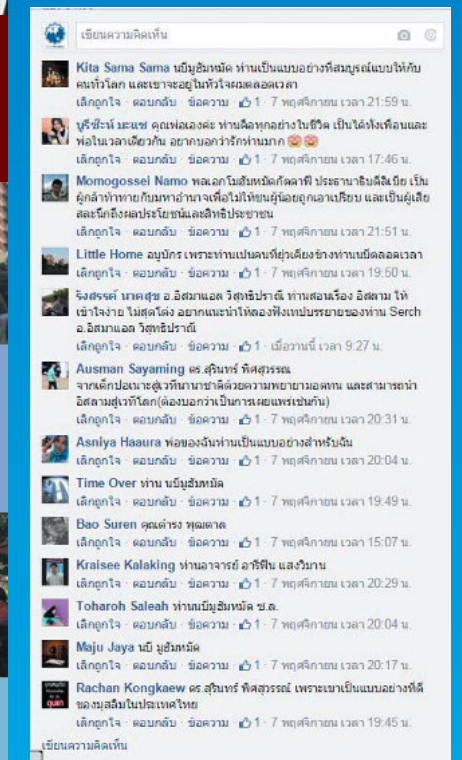 เขียนความคิดเห็น
Kita Sama Sama นบีมูฮัมหมัด ท่านเป็นแบบอย่างที่สมบูรณ์แบบให้กับ
คนทั่วโลก และเขาจะอยู่ในหัวใจผมตลอดเวลา
เลิกถูกใจ · ตอบกลับ · ข้อความ · 1 · 7 พฤศจิกายน เวลา 21:59 น.
บุรีซ๊ะห์ มะแซ คุณพ่อเองค่ะ ท่านคือทุกอย่างในชีวิต เป็นได้ทั้งเพื่อนและ
พ่อในเวลาเดียวกัน อยากบอกว่ารักท่านมาก
เลิกถูกใจ · ตอบกลับ · ข้อความ · 1 · 7 พฤศจิกายน เวลา 17:46 น.
Momogossei Namo พลเอกโมฮัมหมัดกัดดาฟี ประธานาธิบดีลิเบีย เป็น
ผู้กล้าท้าทายกับมหาอำนาจเพื่อไม่ให้ชนผู้น้อยถูกเอาเปรียบ และเป็นผู้เสีย
สละนึกถึงผลประโยชน์และสิทธิประชาชน
เลิกถูกใจ · ตอบกลับ · ข้อความ · 1 · 7 พฤศจิกายน เวลา 21:51 น.
Little Home อบูบักร เพราะท่านเปนคนที่ยุ่เคียงข้างท่านนบีตลอดเวลา
เลิกถูกใจ · ตอบกลับ · ข้อความ · 1 · 7 พฤศจิกายน เวลา 19:50 น.
รังสรรค์ นาคสุข อ.อิสมาแอล วิสุทธิปราณี ท่านสอนเรื่อง อิสลาม ให้
เข้าใจง่าย ไม่สุดโต่ง อยากแนะนำให้ลองฟังเทปบรรยายของท่าน Serch
อ.อิสมาแอล วิสุทธิปราณี
เลิกถูกใจ · ตอบกลับ · ข้อความ · 1 · เมื่อวานนี้ เวลา 9:27 น.
Ausman Sayaming ดร.สุรินทร์ พิศสุวรรณ
จากเด็กปอเนาะสู่เวทีนานาชาติด้วยความพยายามอดทน และสามารถนำ
อิสลามสู่เวทีโลก(ต้องบอกว่าเป็นการเผยแพร่เช่นกัน)
เลิกถูกใจ · ตอบกลับ · ข้อความ · 1 · 7 พฤศจิกายน เวลา 20:31 น.
Asniya Haaura พ่อของฉันท่านเป็นแบบอย่างสำหรับฉัน
เลิกถูกใจ · ตอบกลับ · ข้อความ · 1 · 7 พฤศจิกายน เวลา 20:04 น.
Time Over ท่าน นบีมูฮัมหมัด
เลิกถูกใจ · ตอบกลับ · ข้อความ · 1 · 7 พฤศจิกายน เวลา 19:49 น.
Bao Suren คุณดำรง พุฒตาล
เลิกถูกใจ · ตอบกลับ · ข้อความ · 1 · 7 พฤศจิกายน เวลา 15:07 น.
Kraisee Kalaking ท่านอาจารย์ อารีฟีน แสงวิมาน
เลิกถูกใจ · ตอบกลับ · ข้อความ · 1 · 7 พฤศจิกายน เวลา 20:29 น.
Toharoh Saleah ท่านนบีมูฮัมหมัด ซ.ล.
เลิกถูกใจ · ตอบกลับ · ข้อความ · 1 · 7 พฤศจิกายน เวลา 20:04 น.
Maju Jaya นบี มูฮัมหมัด
เลิกถูกใจ · ตอบกลับ · ข้อความ · 1 · 7 พฤศจิกายน เวลา 20:17 น.
Rachan Kongkaew ดร.สุรินทร์ พิศสุวรรณ์ เพราะเขาเป็นแบบอย่างที่ดี
ของมุสลิมในประเทศไทย
เลิกถูกใจ · ตอบกลับ · ข้อความ · 1 · 7 พฤศจิกายน เวลา 19:45 น.
เขียนความคิดเห็น